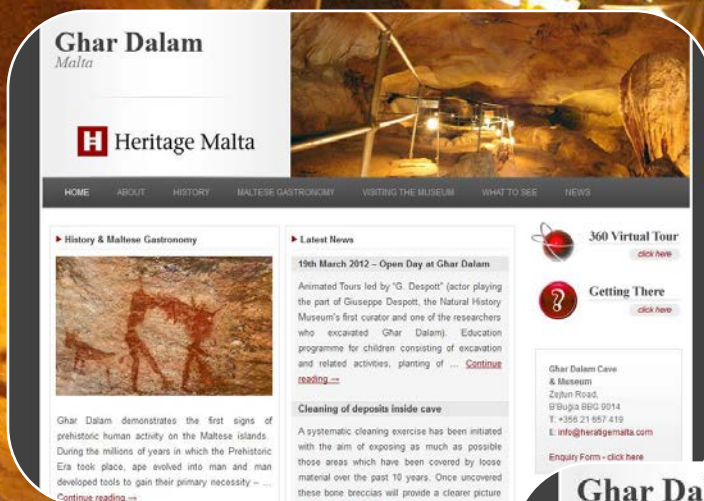 Ghar Dalam
Malta
H Heritage Malta
HOME ABOUT HISTORY MALTESE GASTRONOMY VISITING THE MUSEUM WHAT TO SEE NEWS
History & Maltese Gastronomy
Ghar Dalam demonstrates the first signs of
prehistoric human activity on the Maltese islands.
During the millions of years in which the Prehistoric
Era took place, ape evolved into man and man
developed tools to gain their primary necessity – ...
Continue reading →
Latest News
19th March 2012 – Open Day at Ghar Dalam
Animated Tours led by "G. Despott" (actor playing
the part of Giuseppe Despott, the Natural History
Museum's first curator and one of the researchers
who excavated Ghar Dalam). Education
programme for children consisting of excavation
and related activities, planting of ... Continue
reading →
Cleaning of deposits inside cave
A systematic cleaning exercise has been initiated
with the aim of exposing as much as possible
those areas which have been covered by loose
material over the past 10 years. Once uncovered
these bone breccias will provide a clearer picture
360 Virtual Tour
click here
?
Getting There
click here
Ghar Dalam Cave
& Museum
Zejtun Road,
B'Bugia BBG 9014
T: +356 21 657 419
E: info@heratigemalta.com
Enquiry Form - click here
Ghar Da